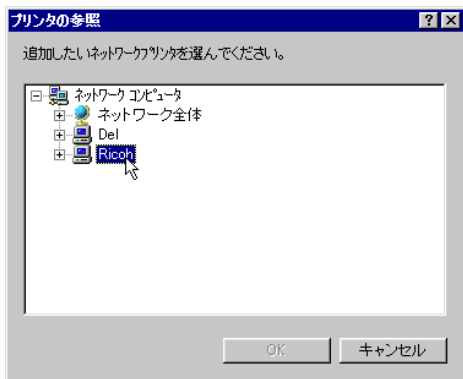 プリンタの参照
追加したいネットワークプリンタを選んでください。
ネットワーク コンピュータ
ネットワーク全体
Del
Ricoh
OK
キャンセル